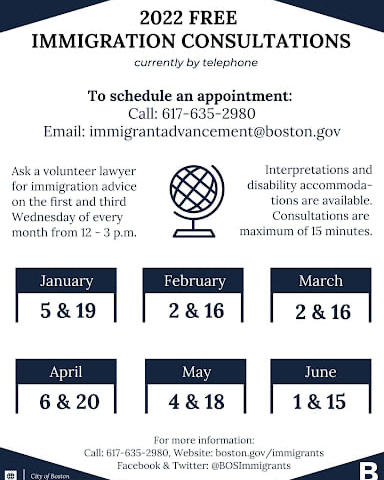 2022 FREE
IMMIGRATION CONSULTATIONS
currently by telephone
To schedule an appointment:
Call: 617-635-2980
Email: immigrantadvancement@boston.gov
Ask a volunteer lawyer
for immigration advice
on the first and third
Wednesday of every
month from 12 - 3 p.m.
Interpretations and
disability accommoda-
tions are available.
Consultations are
maximum of 15 minutes.
January
5 & 19
February
2 & 16
March
2 & 16
April
6 & 20
May
4 & 18
June
1 & 15
For more information:
Call: 617-635-2980, Website: boston.gov/immigrants
Facebook & Twitter: @BOSImmigrants
City of Boston
B